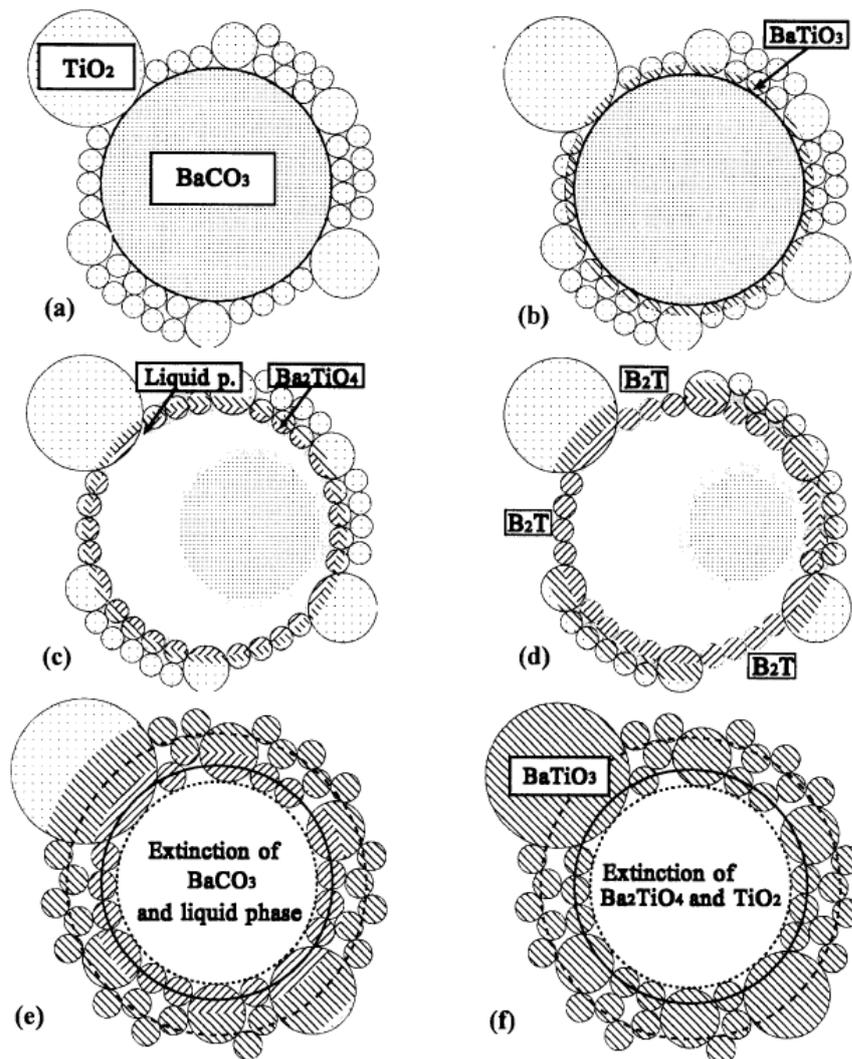 TiO2
BaCO3
(a)
BaTiO3
(b)
Liquid p.
Ba2TiO4
(c)
B2T
B2T
B2T
(d)
Extinction of
BaCO3
and liquid phase
(e)
BaTiO3
Extinction of
Ba2TiO4 and TiO2
(f)